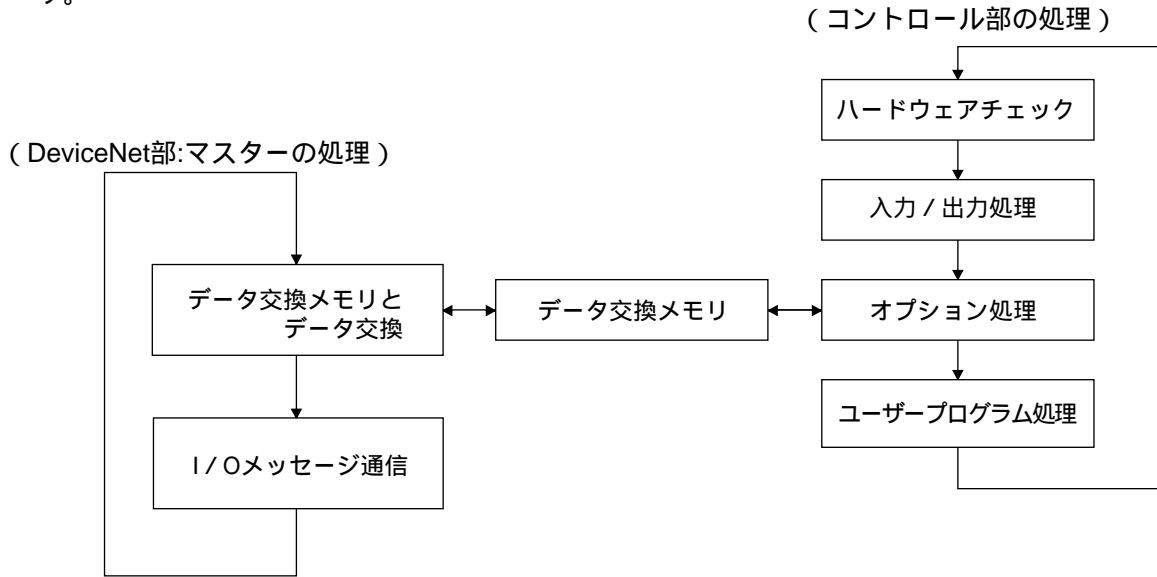 す。
（コントロール部の処理）
ハードウェアチェック
（DeviceNet部:マスターの処理）
入力／出力処理
データ交換メモリと
データ交換
データ交換メモリ
オプション処理
ユーザープログラム処理
I／Oメッセージ通信